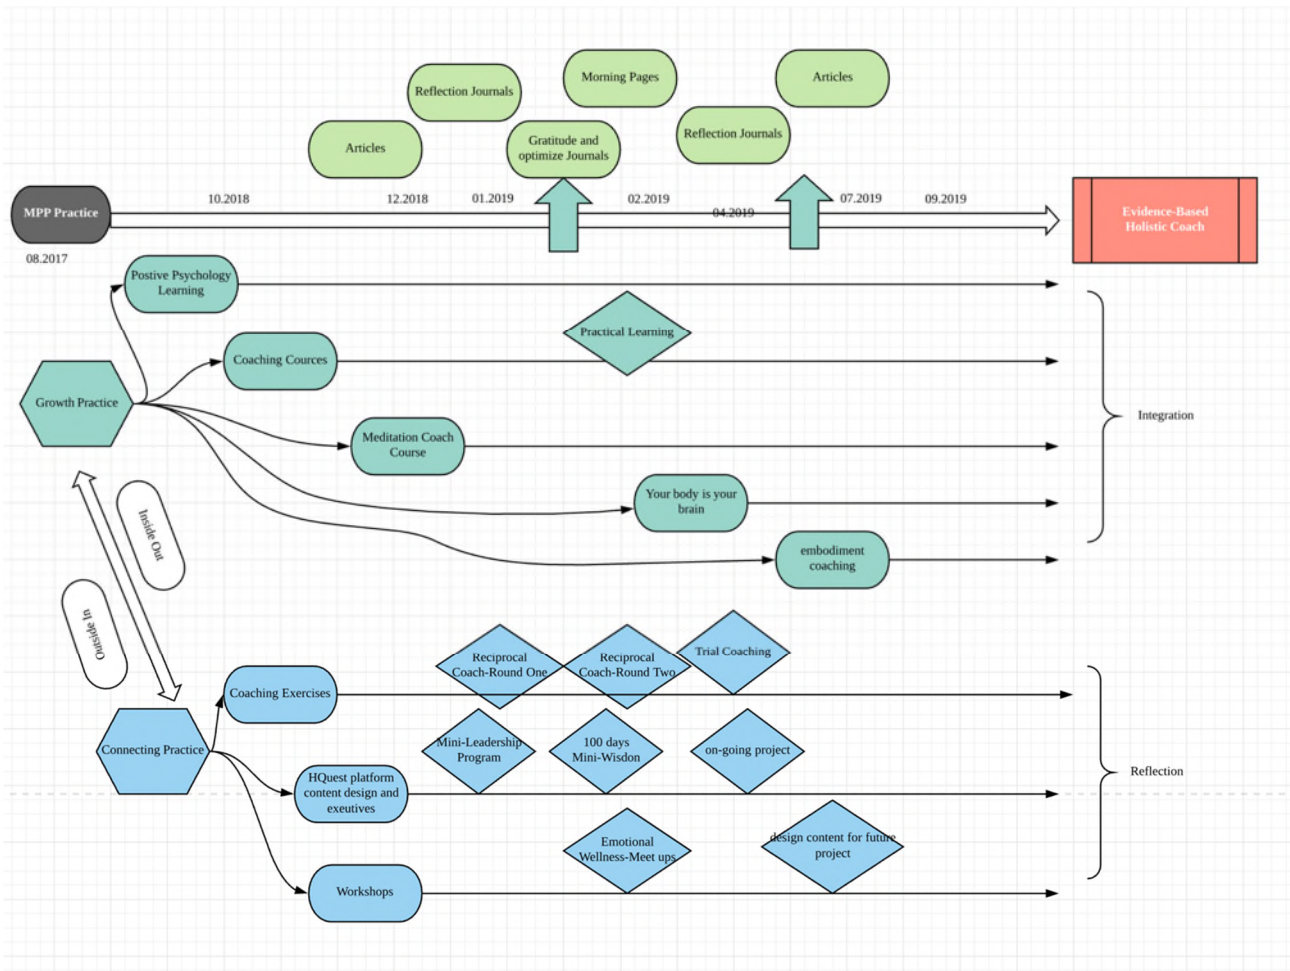 Morning Pages
Articles
Reflection Journals
Reflection Journals
Gratitude and
optimize Journals
Articles
10.2018
12.2018
01.2019
02.2019
04.2019
07.2019
09.2019
MPP Practice
Evidence-Based
Holistic Coach
08.2017
Postive Psychology
Learning
Practical Learning
Coaching Cources
Growth Practice
Integration
Meditation Coach
Course
Your body is your
brain
Inside Out
embodiment
coaching
Outside In
Reciprocal
Coach-Round One
Reciprocal
Coach-Round Two
Trial Coaching
Coaching Exercises
Connecting Practice
Mini-Leadership
Program
100 days
Mini-Wisdon
on-going project
Reflection
HQuest platform
content design and
exeutives
Emotional
Wellness-Meet ups
design content for future
project
Workshops